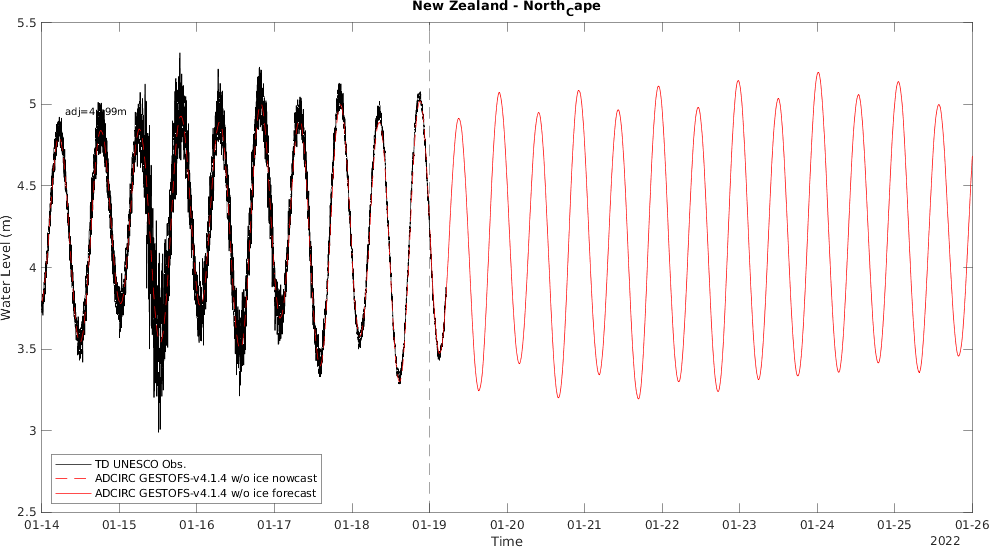 New Zealand - NorthCape
5.5
5
4.5
4
3.5
3
2.5
Water Level (m)
TD UNESCO Obs.
ADCIRC GESTOFS-v4.1.4 w/o ice nowcast
ADCIRC GESTOFS-v4.1.4 w/o ice forecast
01-14 01-15 01-16 01-17 01-18 01-19 01-20 01-21 01-22 01-23 01-24 01-25 01-26
Time
2022